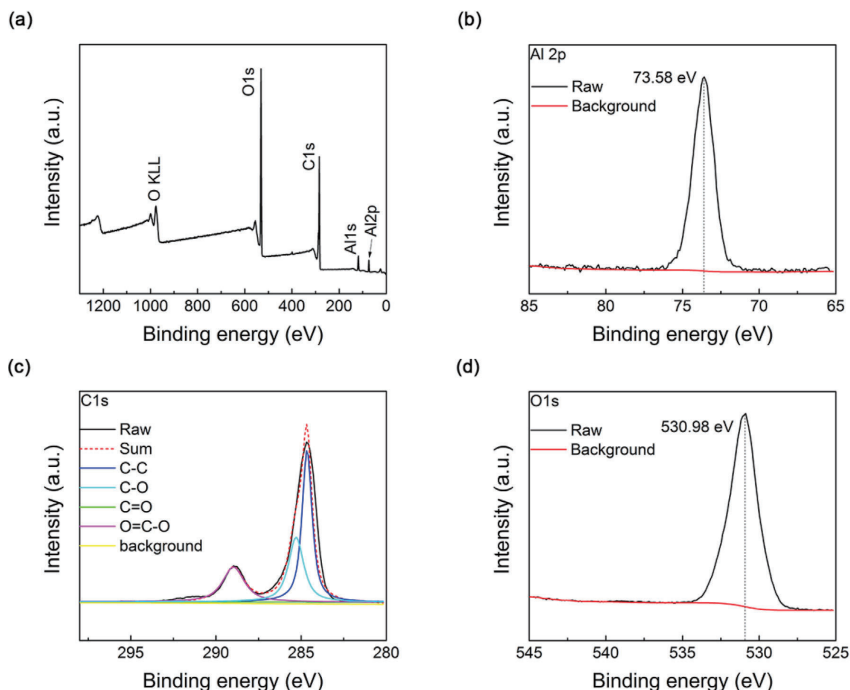 (a)
Intensity (a.u.)
O KLL
O1s
C1s
Al1s
Al2p
1200 1000 800 600 400 200 0
Binding energy (eV)
(b)
Al 2p
Raw
Background
73.58 eV
Intensity (a.u.)
85 80 75 70 65
Binding energy (eV)
(c)
C1s
Raw
Sum
C-C
C-O
C=O
O=C-O
background
Intensity (a.u.)
295 290 285 280
Binding energy (eV)
(d)
O1s
Raw
Background
530.98 eV
Intensity (a.u.)
545 540 535 530 525
Binding energy (eV)